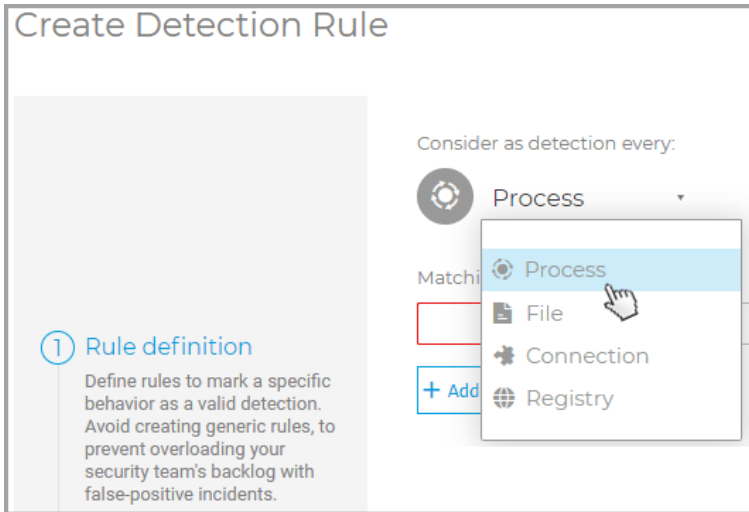 Create Detection Rule
Consider as detection every:
Process
Process
Matchi
File
Connection
+ Add
Registry
1 Rule definition
Define rules to mark a specific
behavior as a valid detection.
Avoid creating generic rules, to
prevent overloading your
security team's backlog with
false-positive incidents.